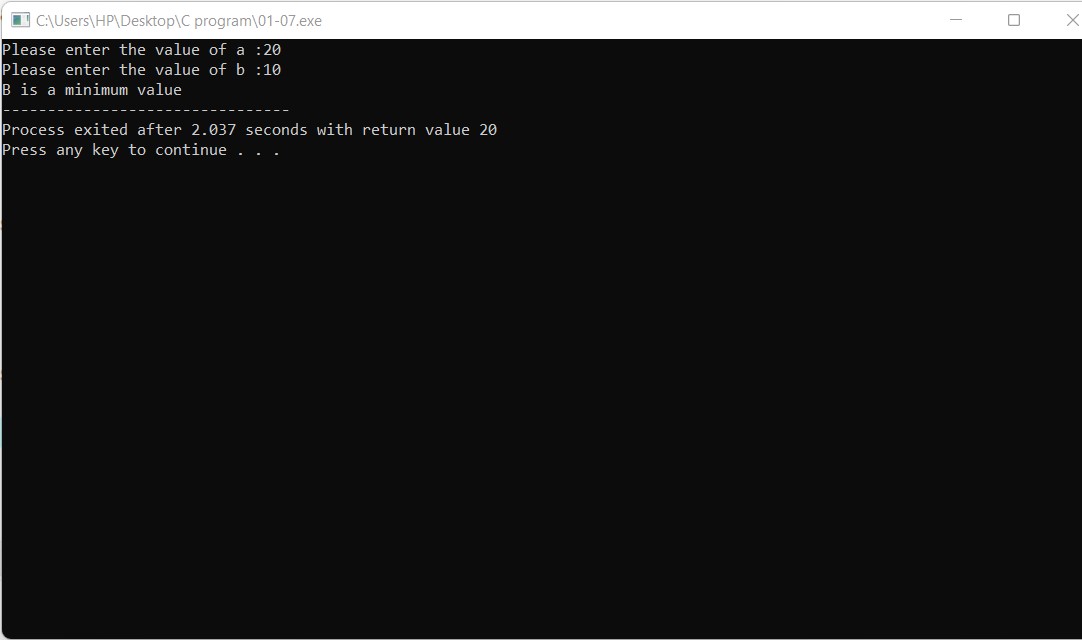 C:\Users\HP\Desktop\C program\01-07.exe
Please enter the value of a :20
Please enter the value of b :10
B is a minimum value
--------------------------------
Process exited after 2.037 seconds with return value 20
Press any key to continue . . .